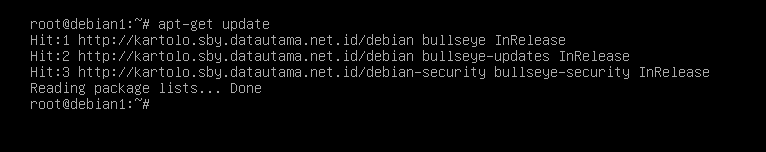 root@debian1:~# apt-get update
Hit:1 http://kartolo.sby.datautama.net.id/debian bullseye InRelease
Hit:2 http://kartolo.sby.datautama.net.id/debian bullseye-updates InRelease
Hit:3 http://kartolo.sby.datautama.net.id/debian-security bullseye-security InRelease
Reading package lists... Done
root@debian1:~#